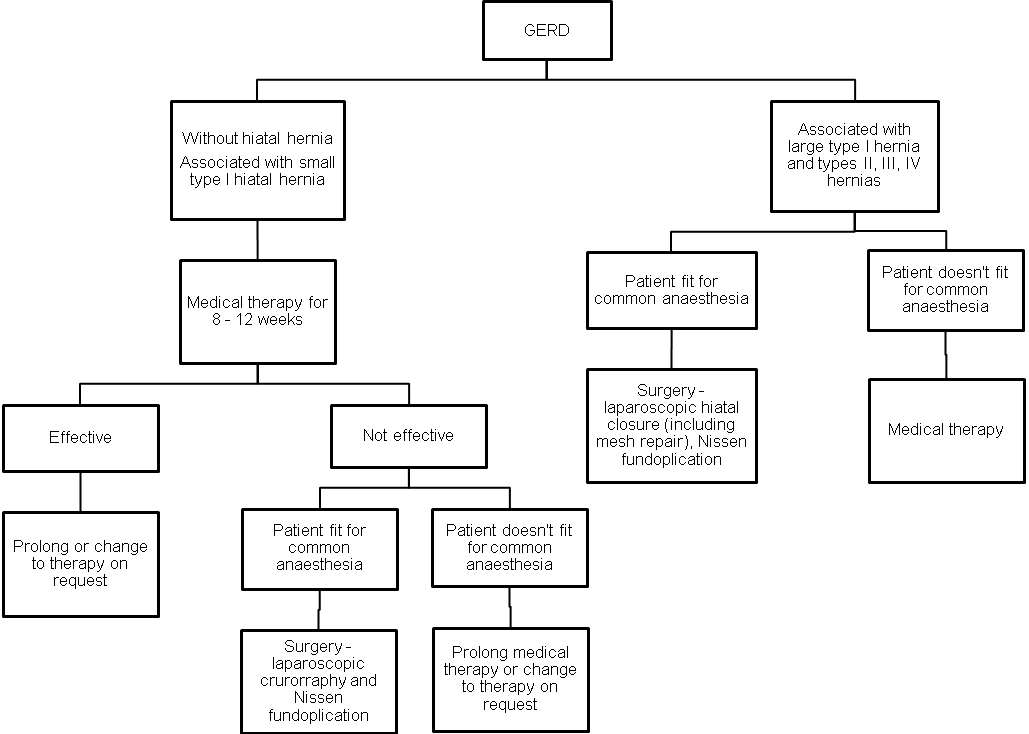 GERD
Without hiatal hernia
Associated with small
type I hiatal hernia
Associated with
large type I hernia
and types II, III, IV
hernias
Medical therapy for
8 - 12 weeks
Patient fit for
common anaesthesia
Patient doesn't fit
for common
anaesthesia
Effective
Not effective
Surgery -
laparoscopic hiatal
closure (including
mesh repair), Nissen
fundoplication
Medical therapy
Prolong or change
to therapy on
request
Patient fit for
common
anaesthesia
Patient doesn't fit
for common
anaesthesia
Surgery -
laparoscopic
crurorraphy and
Nissen
fundoplication
Prolong medical
therapy or change
to therapy on
request